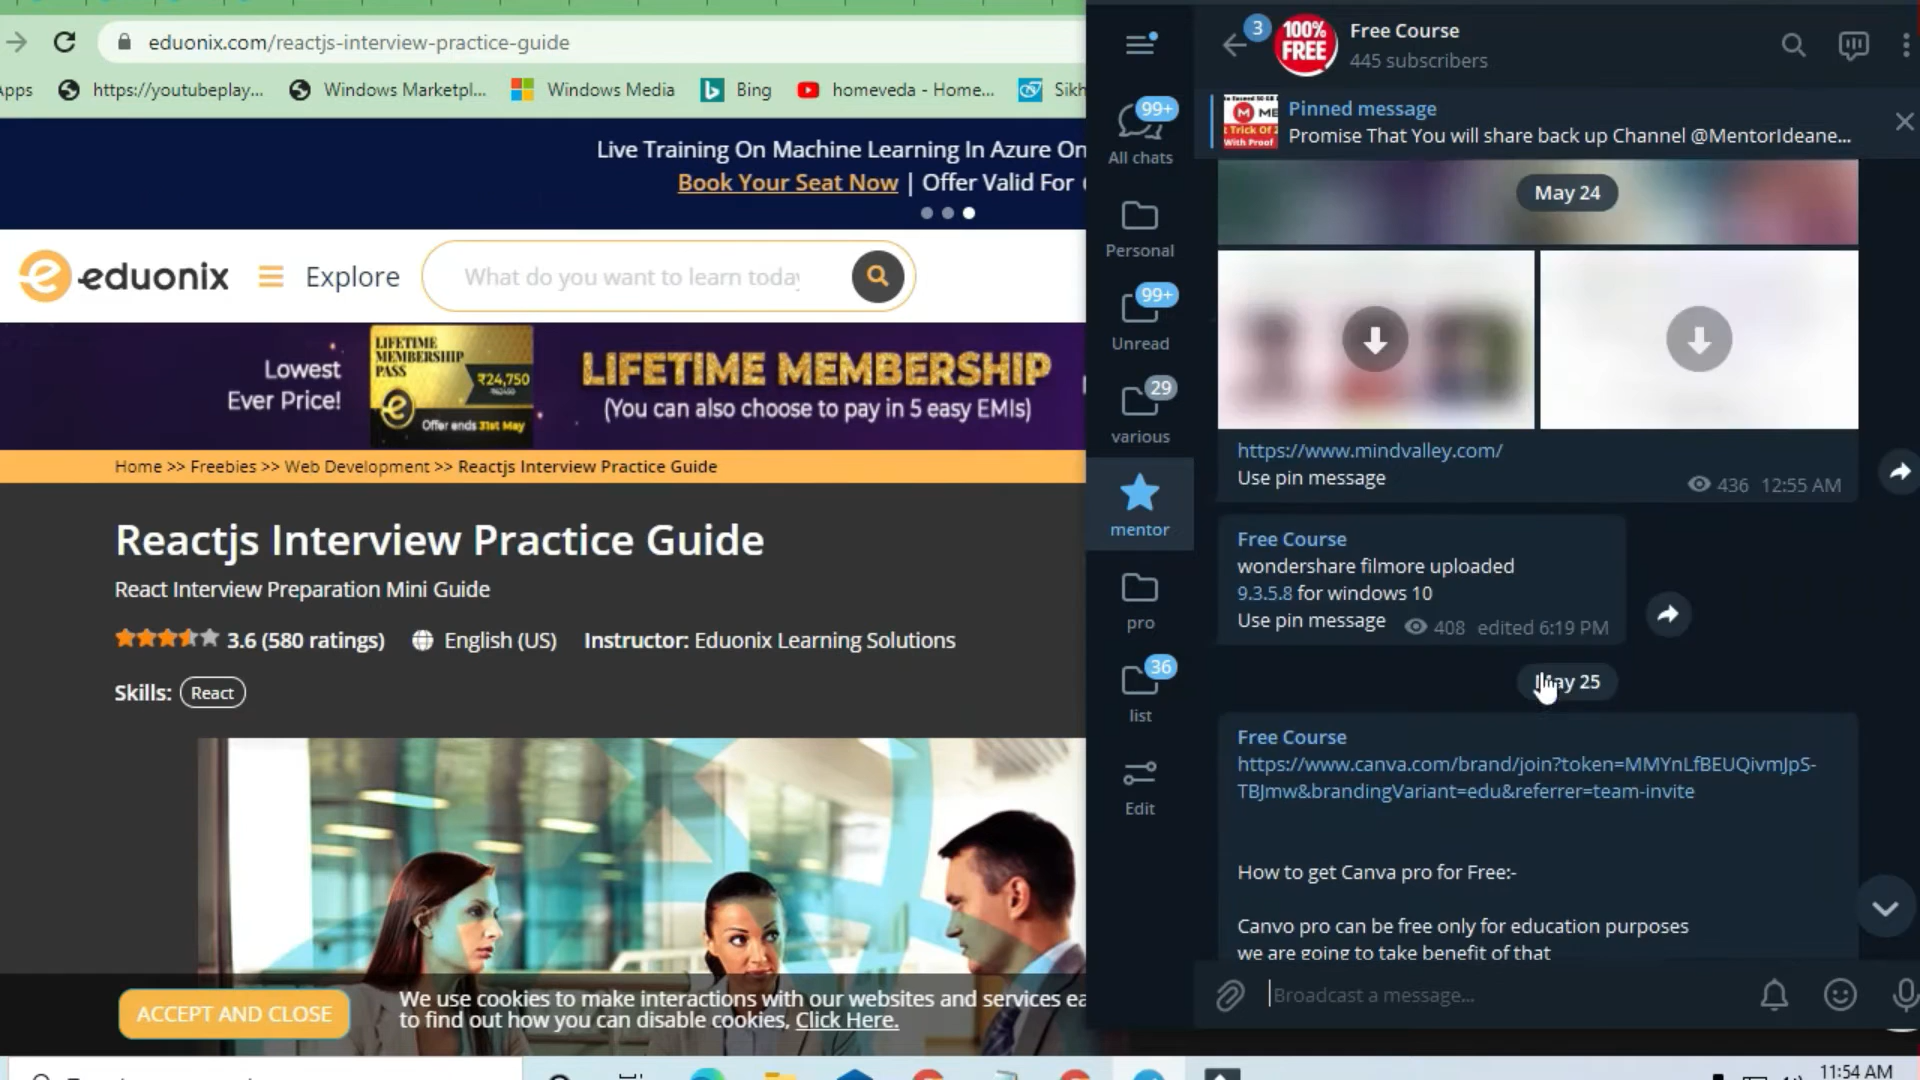 eduonix.com/reactjs-interview-practice-guide
https://youtubeplay...
Windows Marketpl...
Windows Media
Bing
homeveda - Home...
Live Training On Machine Learning In Azure
Book Your Seat Now | Offer Valid For
eduonix
Explore
What do you want to learn today
Lowest
Ever Price!
LIFETIME
MEMBERSHIP
PASS
₹24,750
Offer ends 31st May
LIFETIME MEMBERSHIP
(You can also choose to pay in 5 easy EMIs)
Home >> Freebies >> Web Development >> Reactjs Interview Practice Guide
Reactjs Interview Practice Guide
React Interview Preparation Mini Guide
3.6 (580 ratings)
English (US)
Instructor: Eduonix Learning Solutions
Skills: React
ACCEPT AND CLOSE
We use cookies to make interactions with our websites and services
to find out how you can disable cookies, Click Here.
3
100%
FREE
Free Course
445 subscribers
99+
All chats
Personal
99+
Unread
29
various
mentor
pro
36
list
Edit
Pinned message
Promise That You will share back up Channel @MentorIdeane...
May 24
https://www.mindvalley.com/
Use pin message
436 12:55 AM
Free Course
wondershare filmore uploaded
9.3.5.8 for windows 10
Use pin message
408 edited 6:19 PM
May 25
Free Course
https://www.canva.com/brand/join?token=MMYnLfBEUQivmJpS-
TBJmw&brandingVariant=edu&referrer=team-invite
How to get Canva pro for Free:-
Canvo pro can be free only for education purposes
we are going to take benefit of that
Broadcast a message...
11:54 AM